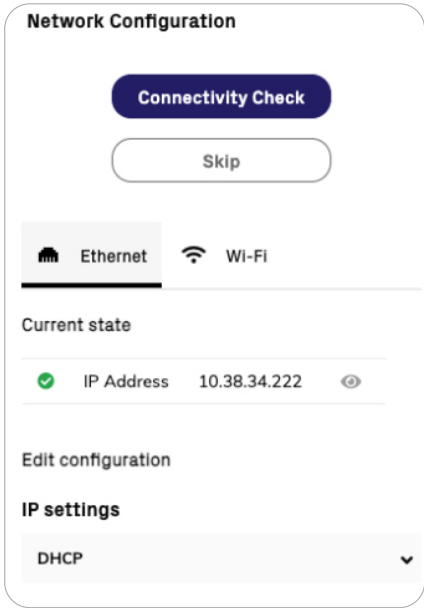 Network Configuration
Connectivity Check
Skip
Ethernet Wi-Fi
Current state
IP Address 10.38.34.222
Edit configuration
IP settings
DHCP